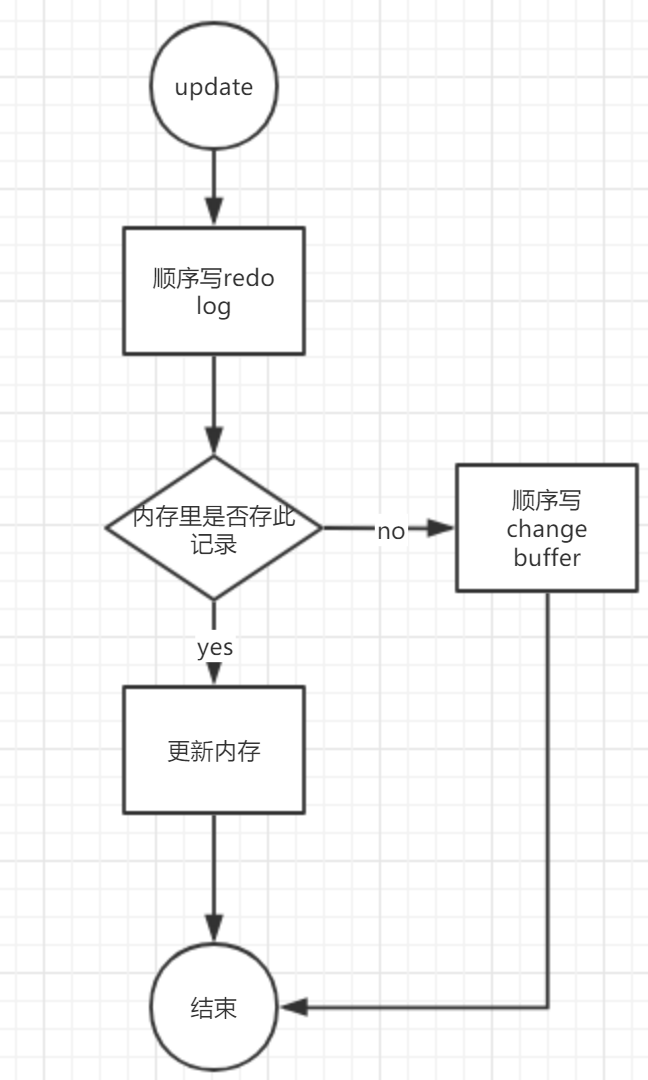 update
顺序写redo
log
内存里是否存此
记录
no
顺序写
change
buffer
yes
更新内存
结束